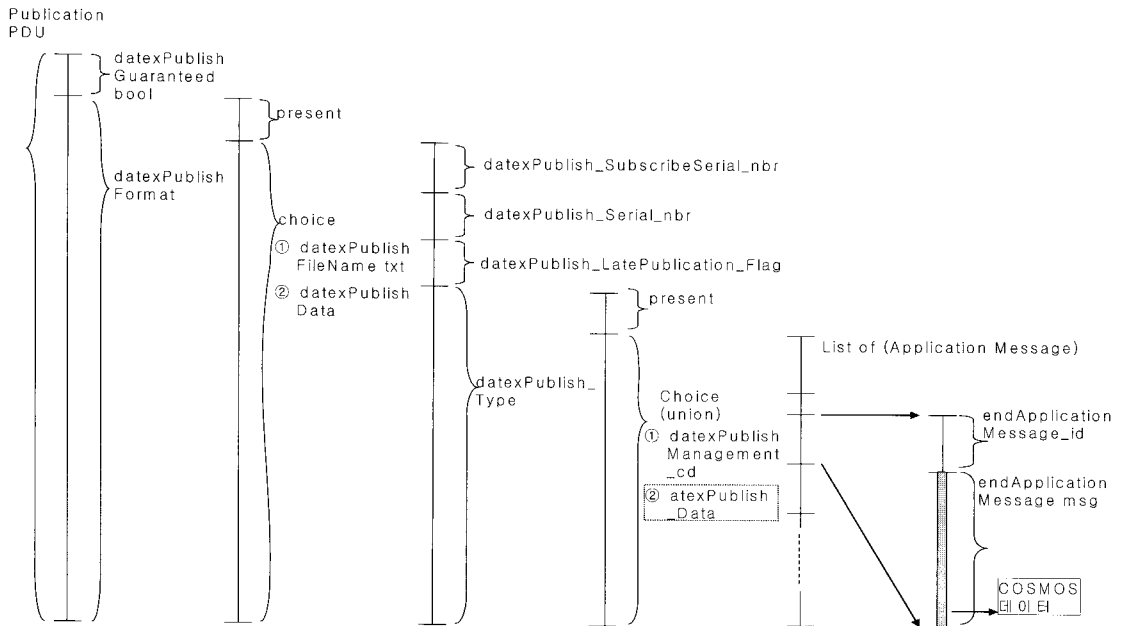 Publication
PDU
datexPublish
Guaranteed
bool
datexPublish
Format
present
choice
① datexPublish
FileName txt
② datexPublish
Data
datexPublish_SubscribeSerial_nbr
datexPublish_Serial_nbr
datexPublish_LatePublication_Flag
datexPublish_
Type
present
Choice
(union)
① datexPublish
Management
_cd
② atexPublish
_Data
List of (Application Message)
endApplication
Message_id
endApplication
Message msg
COSMOS
데이터